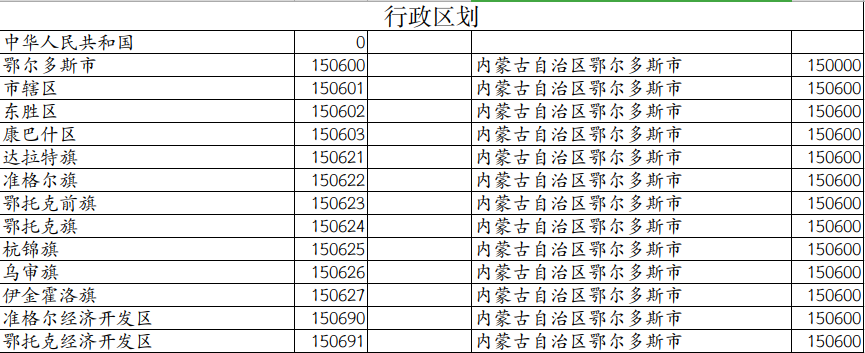 行政区划
中华人民共和国 0
鄂尔多斯市 150600 内蒙古自治区鄂尔多斯市 150000
市辖区 150601 内蒙古自治区鄂尔多斯市 150600
东胜区 150602 内蒙古自治区鄂尔多斯市 150600
康巴什区 150603 内蒙古自治区鄂尔多斯市 150600
达拉特旗 150621 内蒙古自治区鄂尔多斯市 150600
准格尔旗 150622 内蒙古自治区鄂尔多斯市 150600
鄂托克前旗 150623 内蒙古自治区鄂尔多斯市 150600
鄂托克旗 150624 内蒙古自治区鄂尔多斯市 150600
杭锦旗 150625 内蒙古自治区鄂尔多斯市 150600
乌审旗 150626 内蒙古自治区鄂尔多斯市 150600
伊金霍洛旗 150627 内蒙古自治区鄂尔多斯市 150600
准格尔经济开发区 150690 内蒙古自治区鄂尔多斯市 150600
鄂托克经济开发区 150691 内蒙古自治区鄂尔多斯市 150600